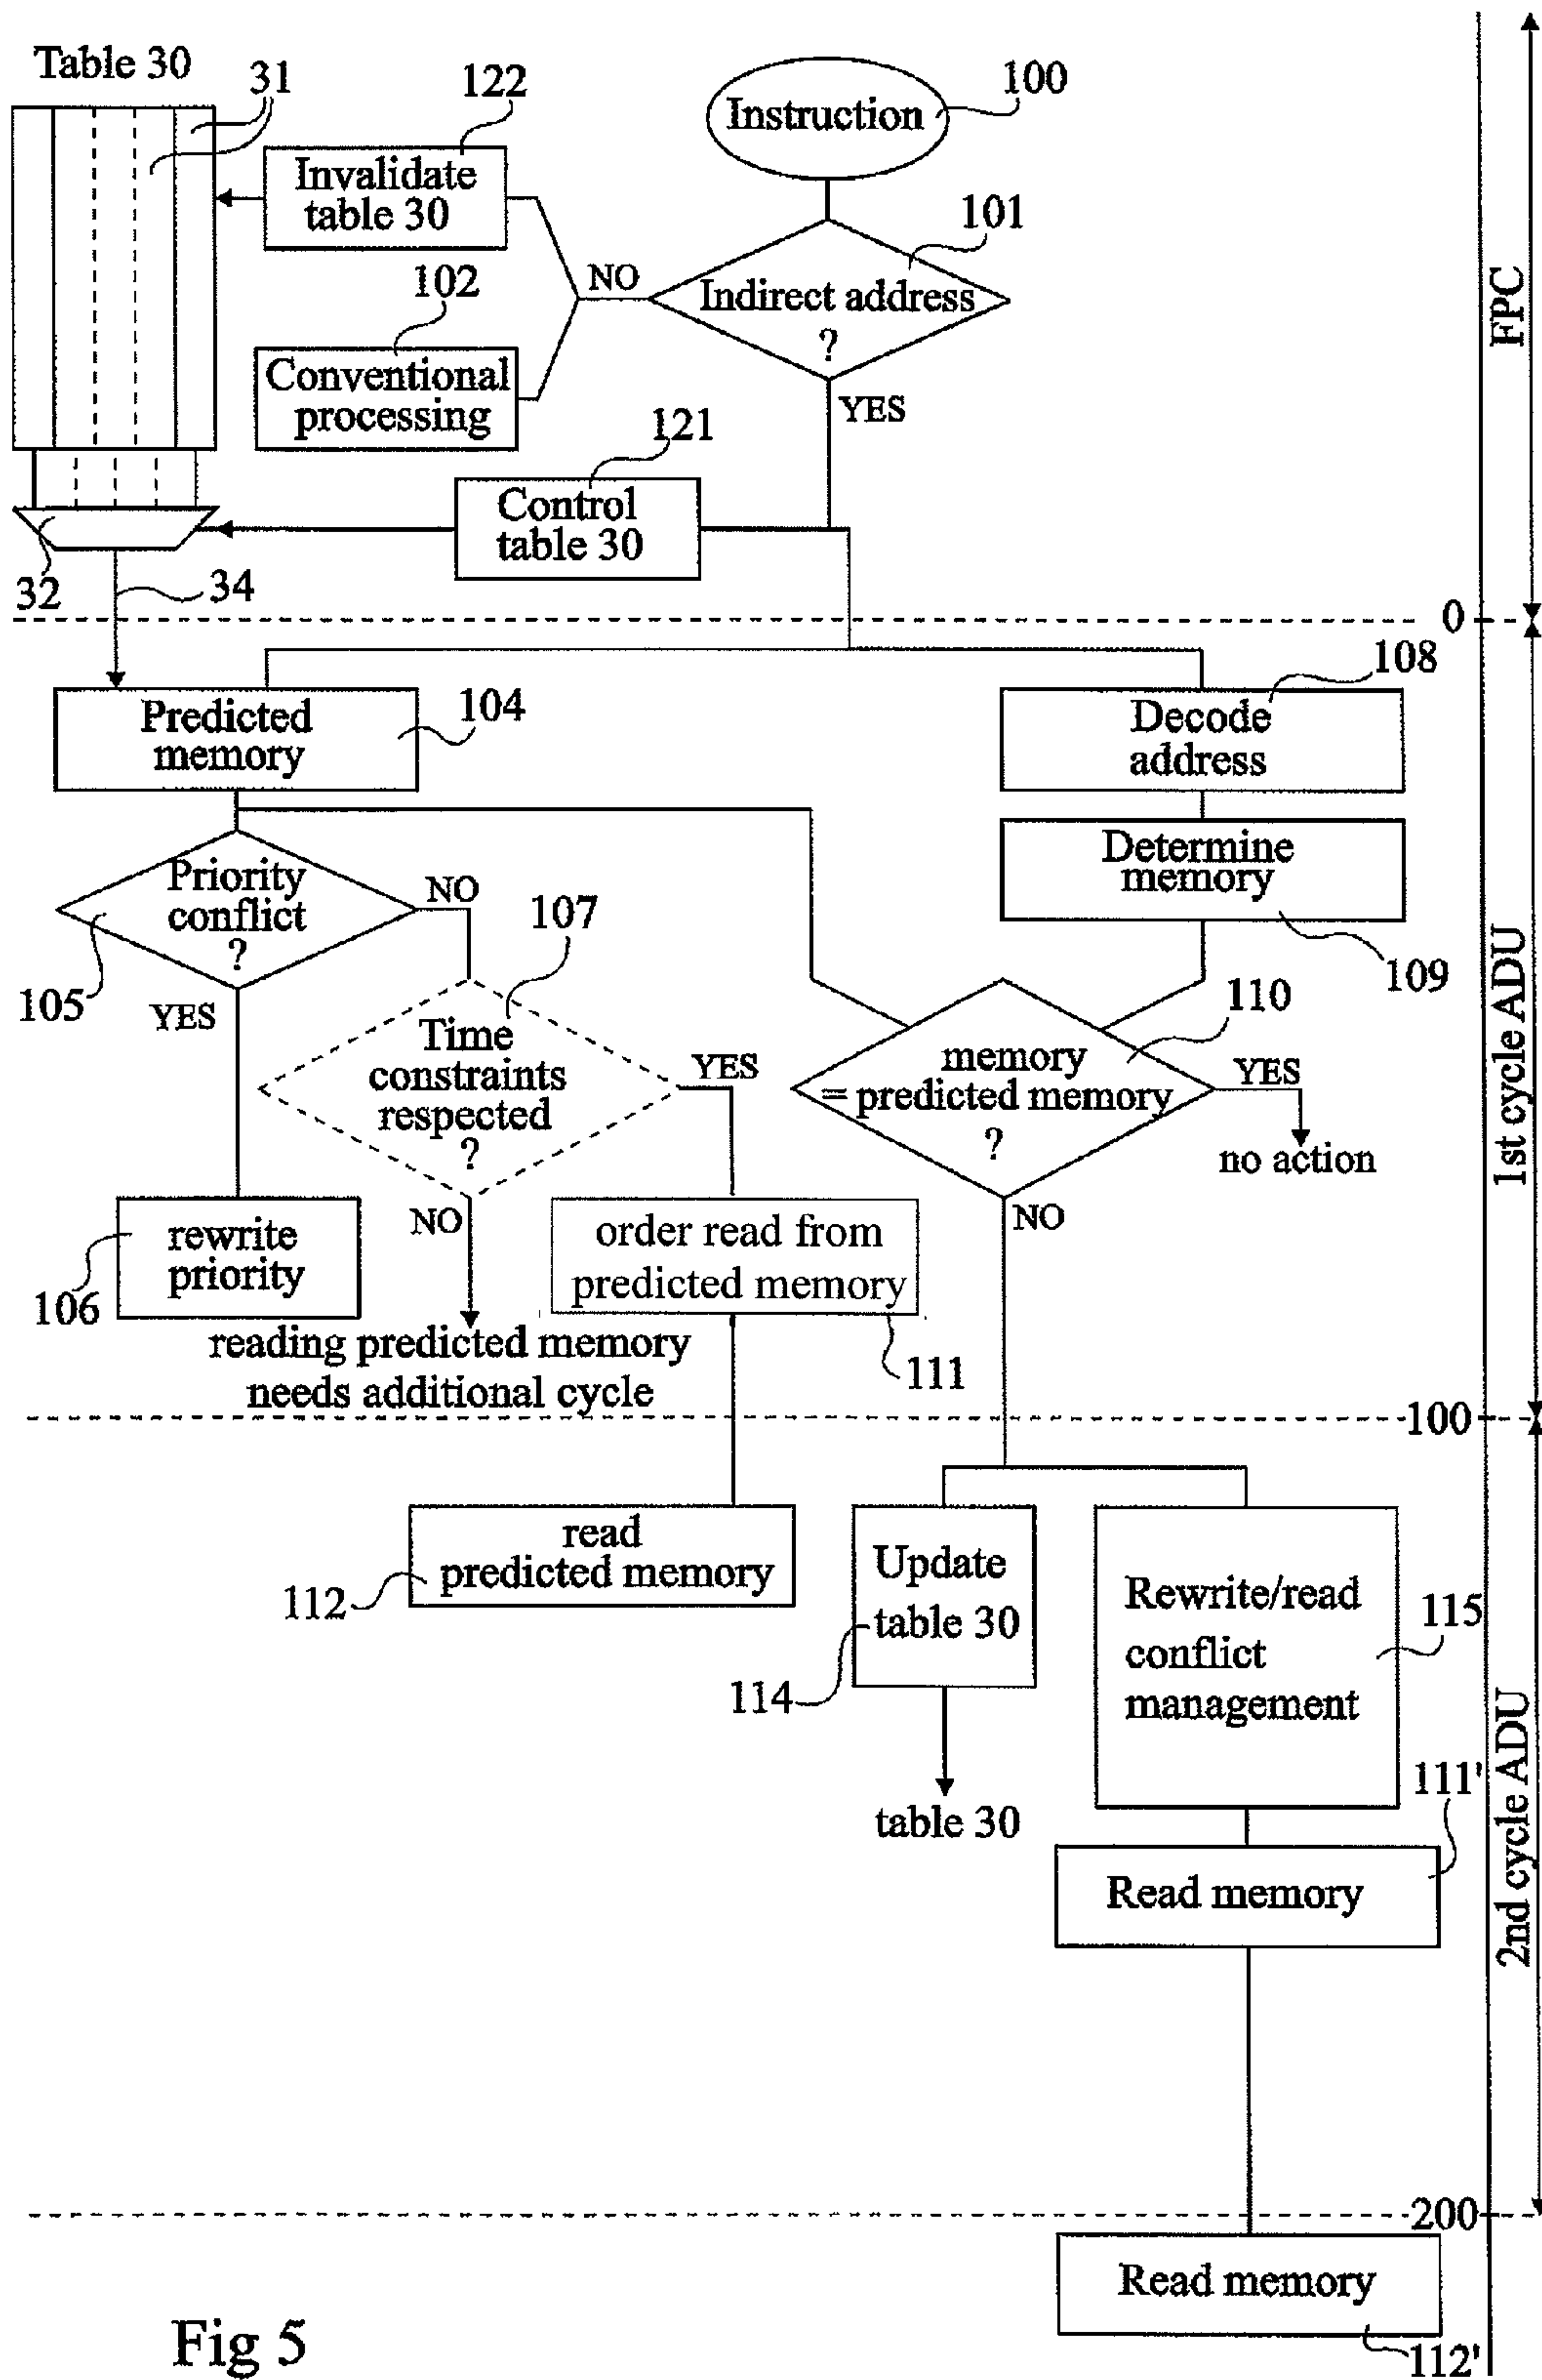 Table 30
31
122
Instruction
100
Invalidate
table 30
101
102
NO
Indirect address
?
FPC
Conventional
processing
YES
121
Control
table 30
32
34
0
108
Predicted
memory
104
Decode
address
Priority
conflict
?
NO
107
Determine
memory
105
YES
109
110
Time
constraints
respected
?
YES
memory
= predicted memory
?
YES
no action
1st cycle ADU
NO
NO
rewrite
priority
order read from
predicted memory
106
reading predicted memory
needs additional cycle
111
100
read
predicted memory
112
Update
table 30
114
Rewrite/read
conflict
management
115
111'
table 30
Read memory
2nd cycle ADU
200
Read memory
112'
Fig 5